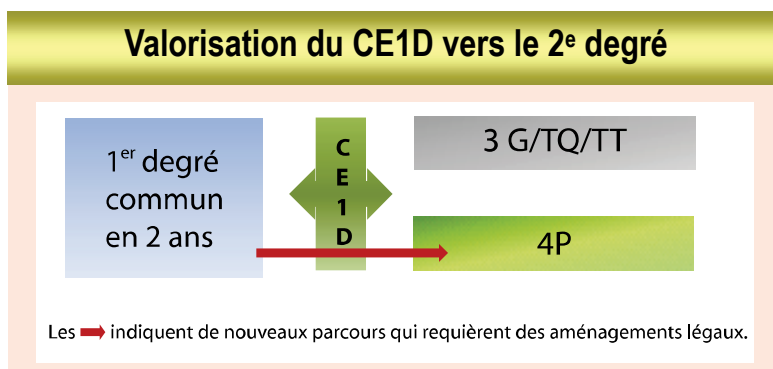 Valorisation du CE1D vers le 2e degré
1er degré
commun
en 2 ans
C
E
1
D
3 G/TQ/TT
4P
Les indiquent de nouveaux parcours qui requièrent des aménagements légaux.